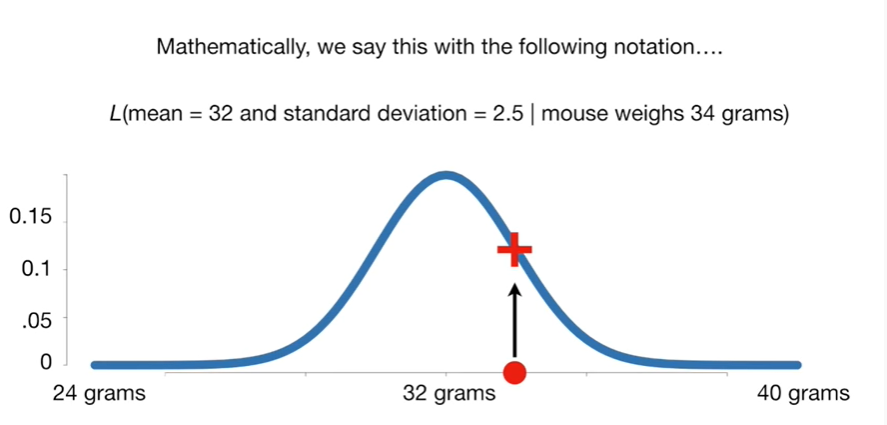 Mathematically, we say this with the following notation….
L(mean = 32 and standard deviation = 2.5 | mouse weighs 34 grams)
0.15
0.1
.05
0
24 grams
32 grams
40 grams